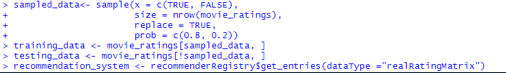 > sampled_data<- sample(x = c(TRUE, FALSE),
+                       size = nrow(movie_ratings),
+                       replace = TRUE,
+                       prob = c(0.8, 0.2))
> training_data <- movie_ratings[sampled_data, ]
> testing_data <- movie_ratings[!sampled_data, ]
> recommendation_system <- recommenderRegistry$get_entries(dataType ="realRatingMatrix")